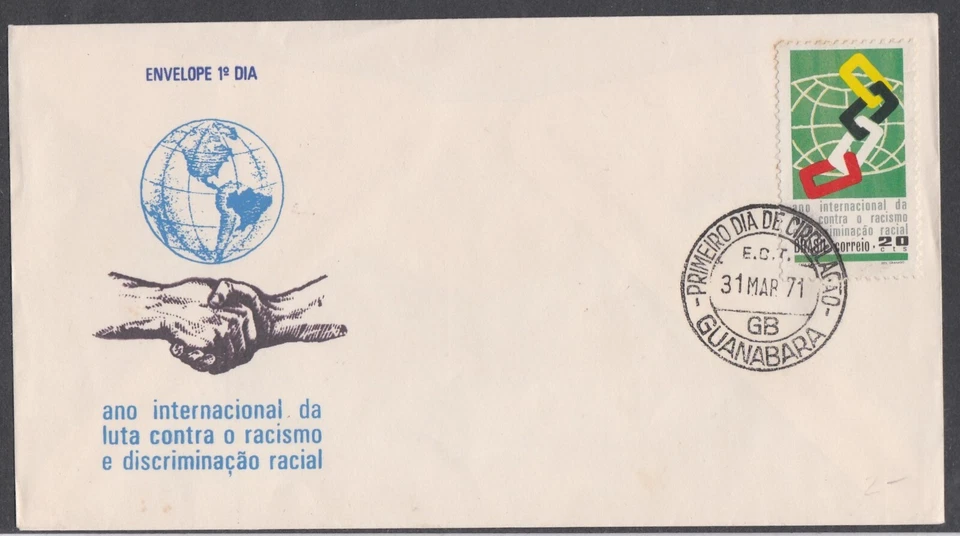 ENVELOPE 1º DIA
ano internacional da
luta contra o racismo
e discriminação racial
ano internacional da
contra o racismo
discriminação racial
BRASIL correio · 20
cts
PRIMEIRO DIA DE CIRCULAÇÃO
E.C.T.
31 MAR 71
GB
GUANABARA
2-